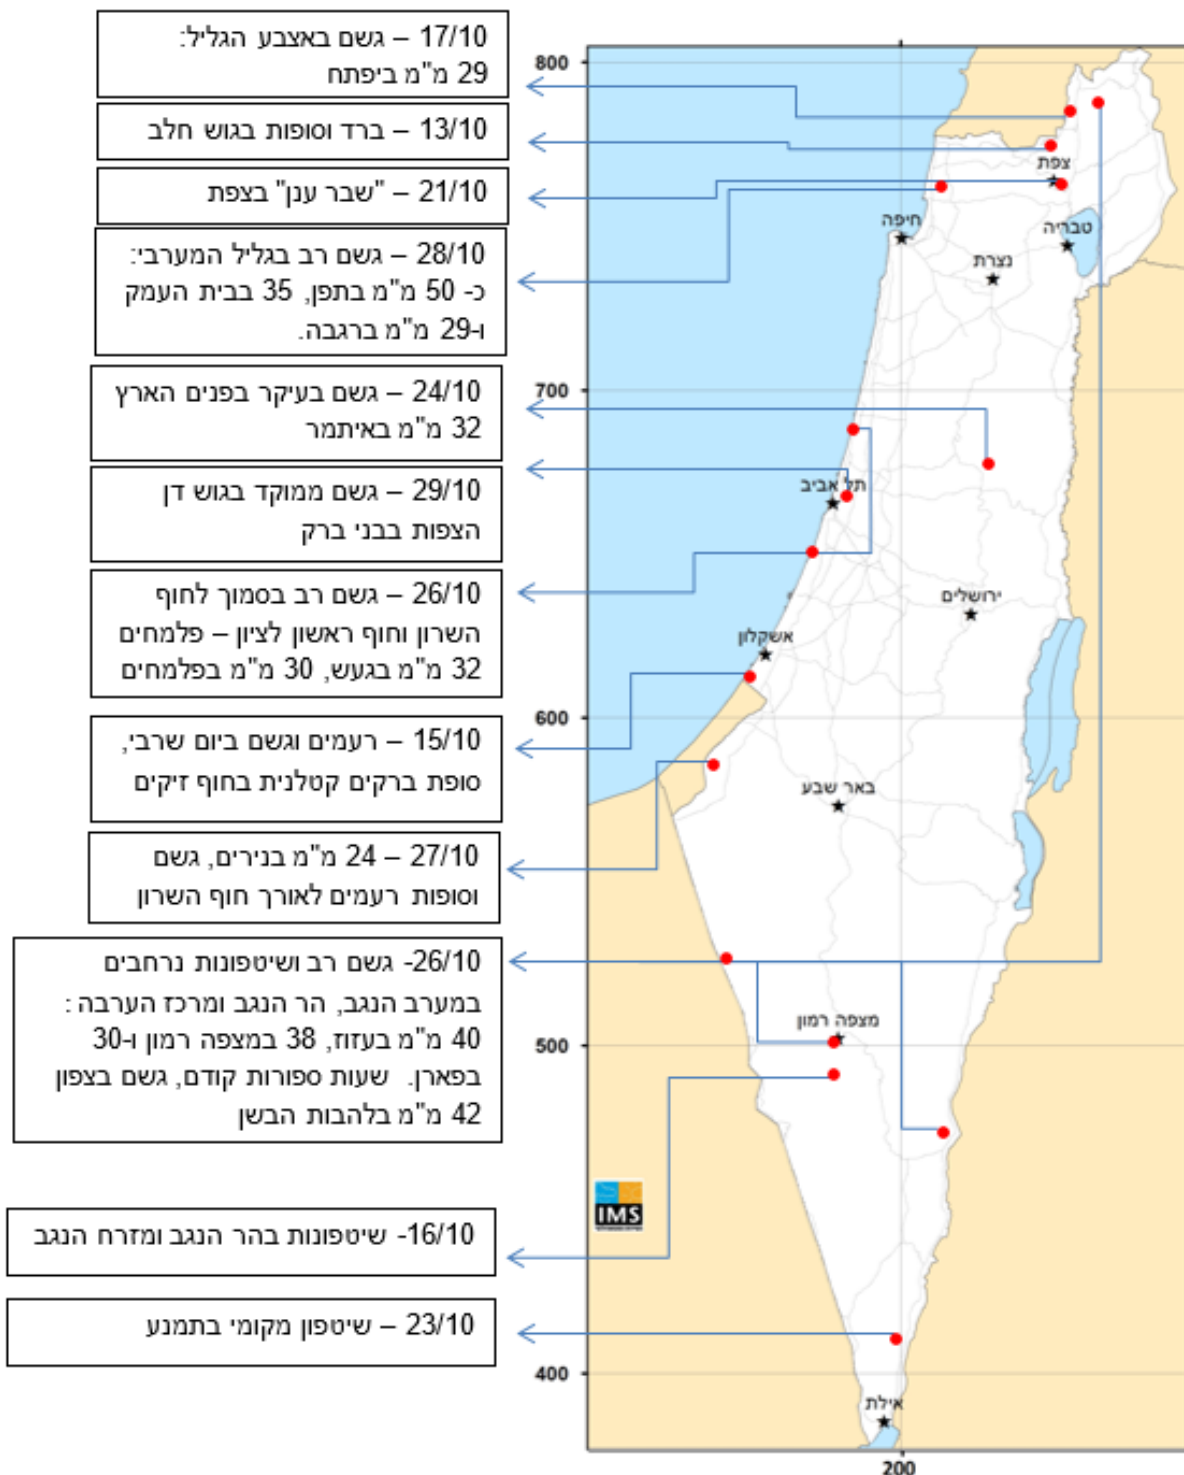 17/10 – גשם באצבע הגליל:
29 מ"מ ביפתח
13/10 – ברד וסופות בגוש חלב
21/10 – "שבר ענן" בצפת
28/10 – גשם רב בגליל המערבי:
כ- 50 מ"מ בתפן, 35 בבית העמק
ו-29 מ"מ ברגבה.
24/10 – גשם בעיקר בפנים הארץ
32 מ"מ באיתמר
29/10 – גשם ממוקד בגוש דן
הצפות בבני ברק
26/10 – גשם רב בסמוך לחוף
השרון וחוף ראשון לציון – פלמחים
32 מ"מ בגעש, 30 מ"מ בפלמחים
15/10 – רעמים וגשם ביום שרבי,
סופת ברקים קטלנית בחוף זיקים
27/10 – 24 מ"מ בנירים, גשם
וסופות רעמים לאורך חוף השרון
26/10- גשם רב ושיטפונות נרחבים
במערב הנגב, הר הנגב ומרכז הערבה :
40 מ"מ בעזוז, 38 במצפה רמון ו-30
בפארן. שעות ספורות קודם, גשם בצפון
42 מ"מ בלהבות הבשן
16/10- שיטפונות בהר הנגב ומזרח הנגב
23/10 – שיטפון מקומי בתמנע
800
צפת
חיפה
טבריה
נצרת
700
תל אביב
ירושלים
אשקלון
600
באר שבע
מצפה רמון
500
IMS
400
אילת
200